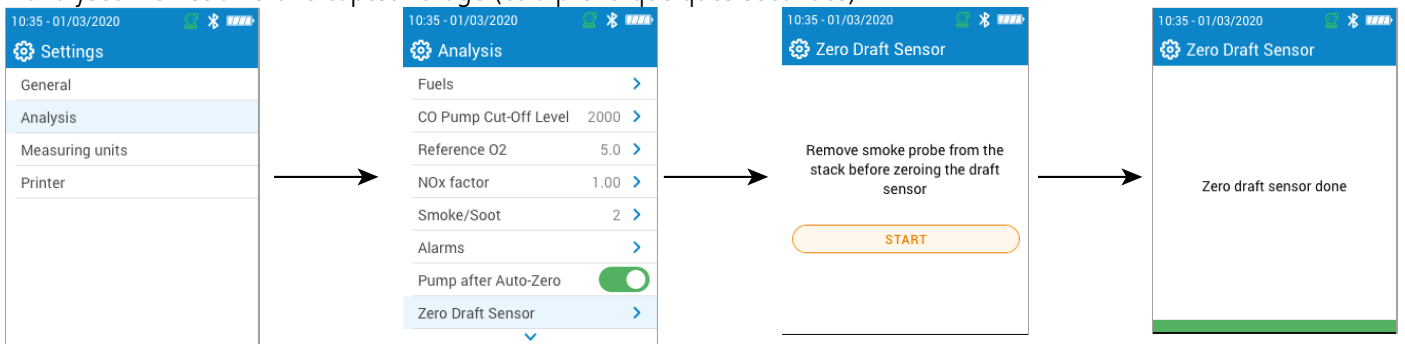 10:35 - 01/03/2020
Settings
General
Analysis
Measuring units
Printer
10:35 - 01/03/2020
Analysis
Fuels
CO Pump Cut-Off Level 2000
Reference O2 5.0
NOx factor 1.00
Smoke/Soot 2
Alarms
Pump after Auto-Zero
Zero Draft Sensor
10:35 - 01/03/2020
Zero Draft Sensor
Remove smoke probe from the
stack before zeroing the draft
sensor
START
10:35 - 01/03/2020
Zero Draft Sensor
Zero draft sensor done